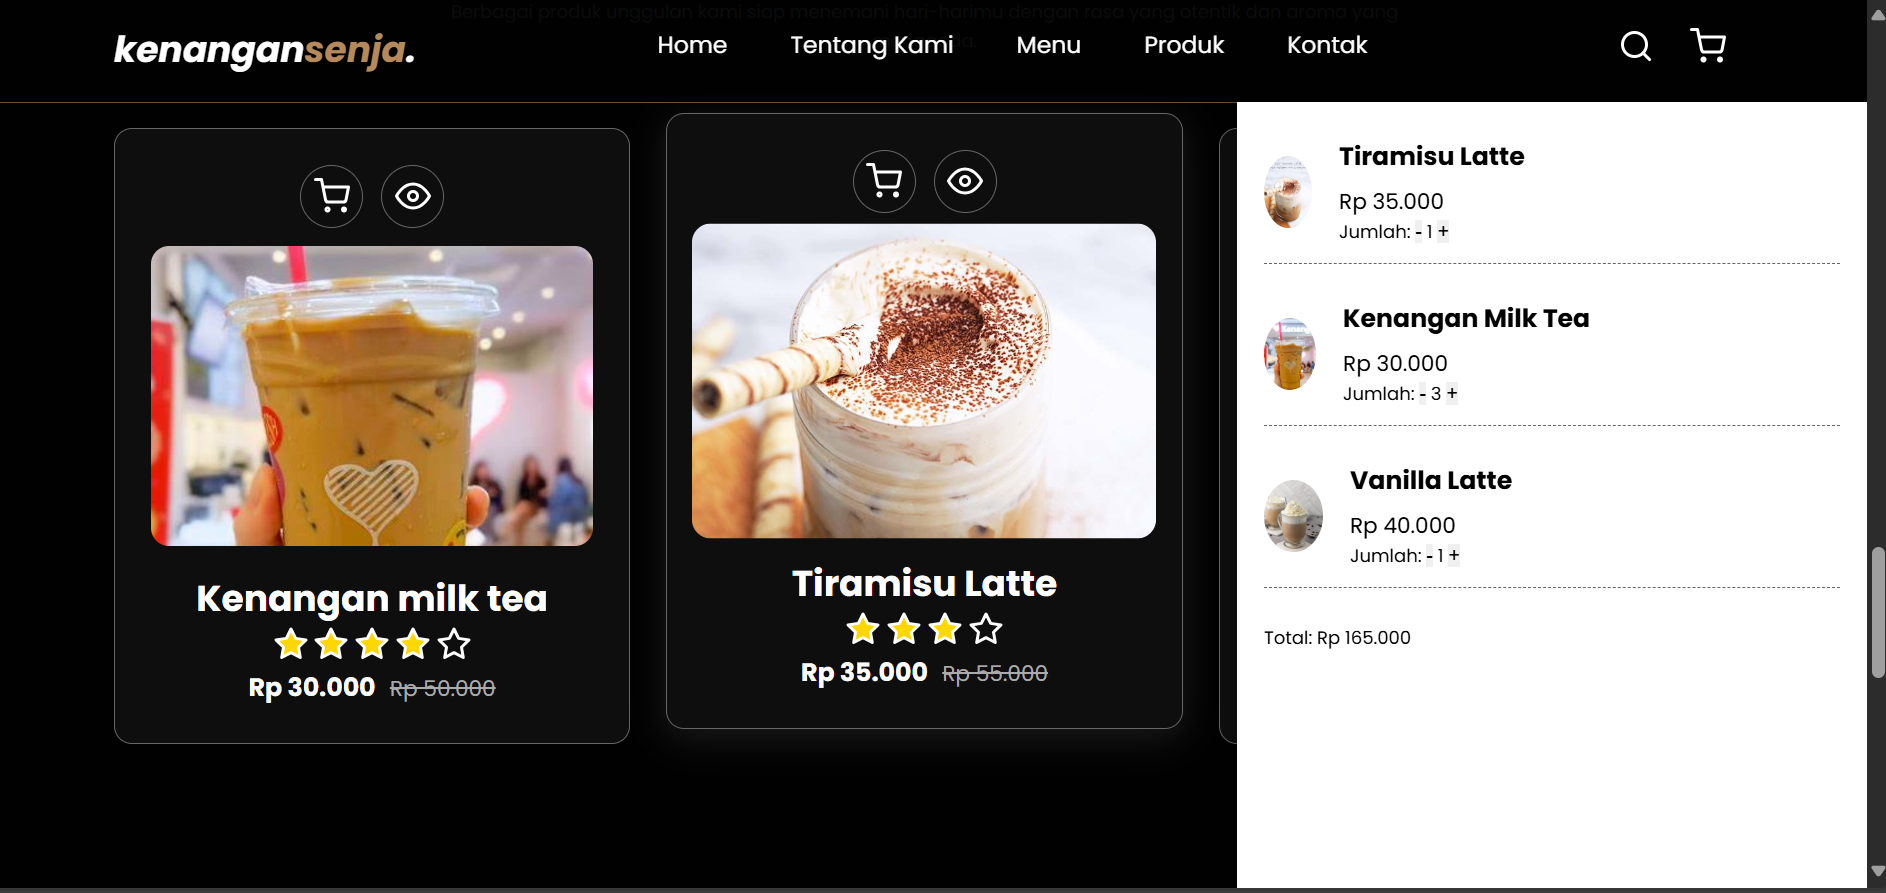 Berbagai produk unggulan kami siap menemani hari-harimu dengan rasa yang otentik dan aroma yang
kenangansenja.
Home
Tentang Kami
Menu
Produk
Kontak
Kenangan milk tea
Rp 30.000 Rp 50.000
Tiramisu Latte
Rp 35.000 Rp 55.000
Tiramisu Latte
Rp 35.000
Jumlah: - 1 +
Kenangan Milk Tea
Rp 30.000
Jumlah: - 3 +
Vanilla Latte
Rp 40.000
Jumlah: - 1 +
Total: Rp 165.000